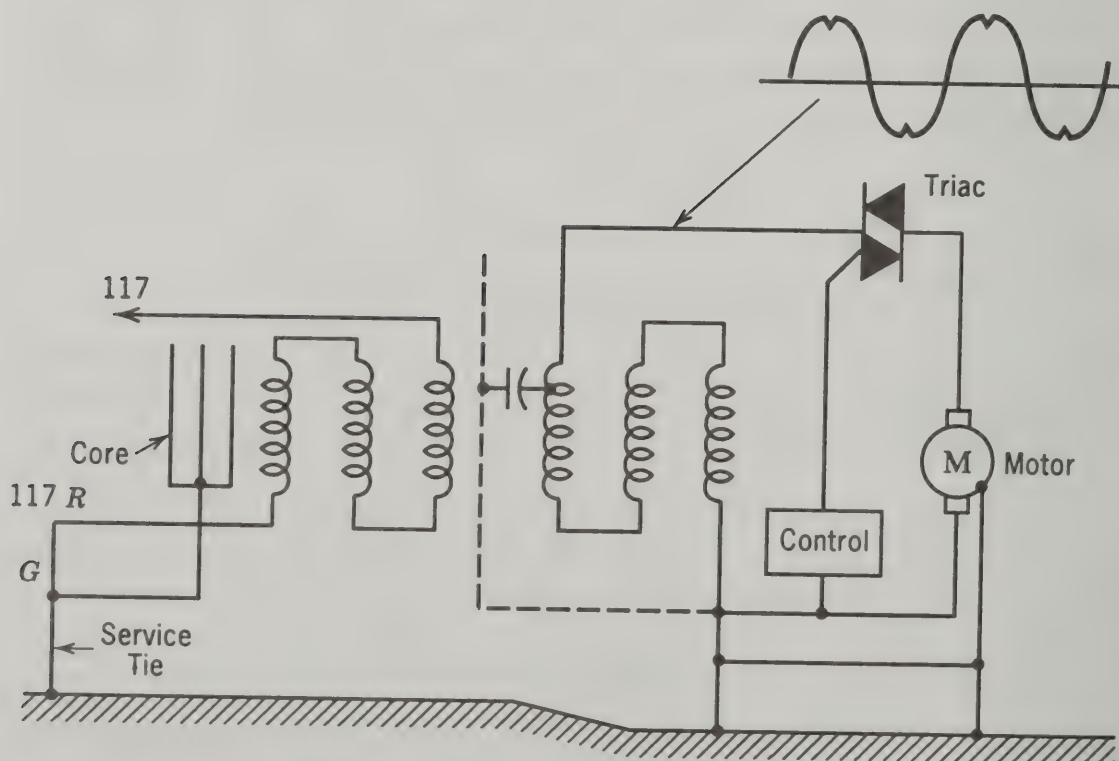 Triac
117
Core
117 R
G
Service
Tie
M
Motor
Control